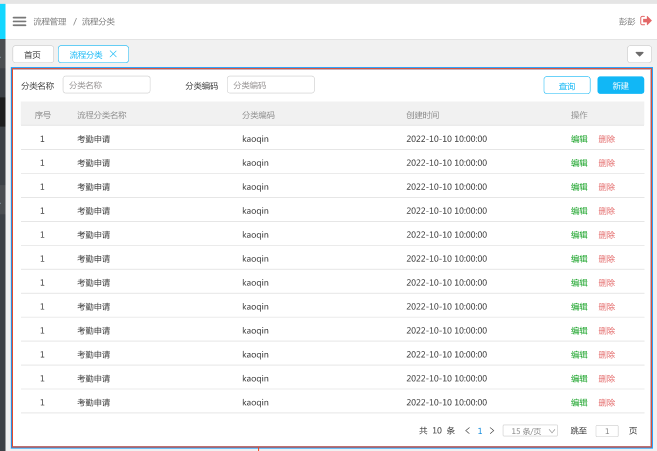 流程管理 / 流程分类 彭彭
首页 流程分类 ×
分类名称 分类名称 分类编码 分类编码 查询 新建
序号 流程分类名称 分类编码 创建时间 操作
1 考勤申请 kaoqin 2022-10-10 10:00:00 编辑 删除
1 考勤申请 kaoqin 2022-10-10 10:00:00 编辑 删除
1 考勤申请 kaoqin 2022-10-10 10:00:00 编辑 删除
1 考勤申请 kaoqin 2022-10-10 10:00:00 编辑 删除
1 考勤申请 kaoqin 2022-10-10 10:00:00 编辑 删除
1 考勤申请 kaoqin 2022-10-10 10:00:00 编辑 删除
1 考勤申请 kaoqin 2022-10-10 10:00:00 编辑 删除
1 考勤申请 kaoqin 2022-10-10 10:00:00 编辑 删除
1 考勤申请 kaoqin 2022-10-10 10:00:00 编辑 删除
1 考勤申请 kaoqin 2022-10-10 10:00:00 编辑 删除
1 考勤申请 kaoqin 2022-10-10 10:00:00 编辑 删除
1 考勤申请 kaoqin 2022-10-10 10:00:00 编辑 删除
共 10 条 < 1 > 15 条/页 跳至 1 页